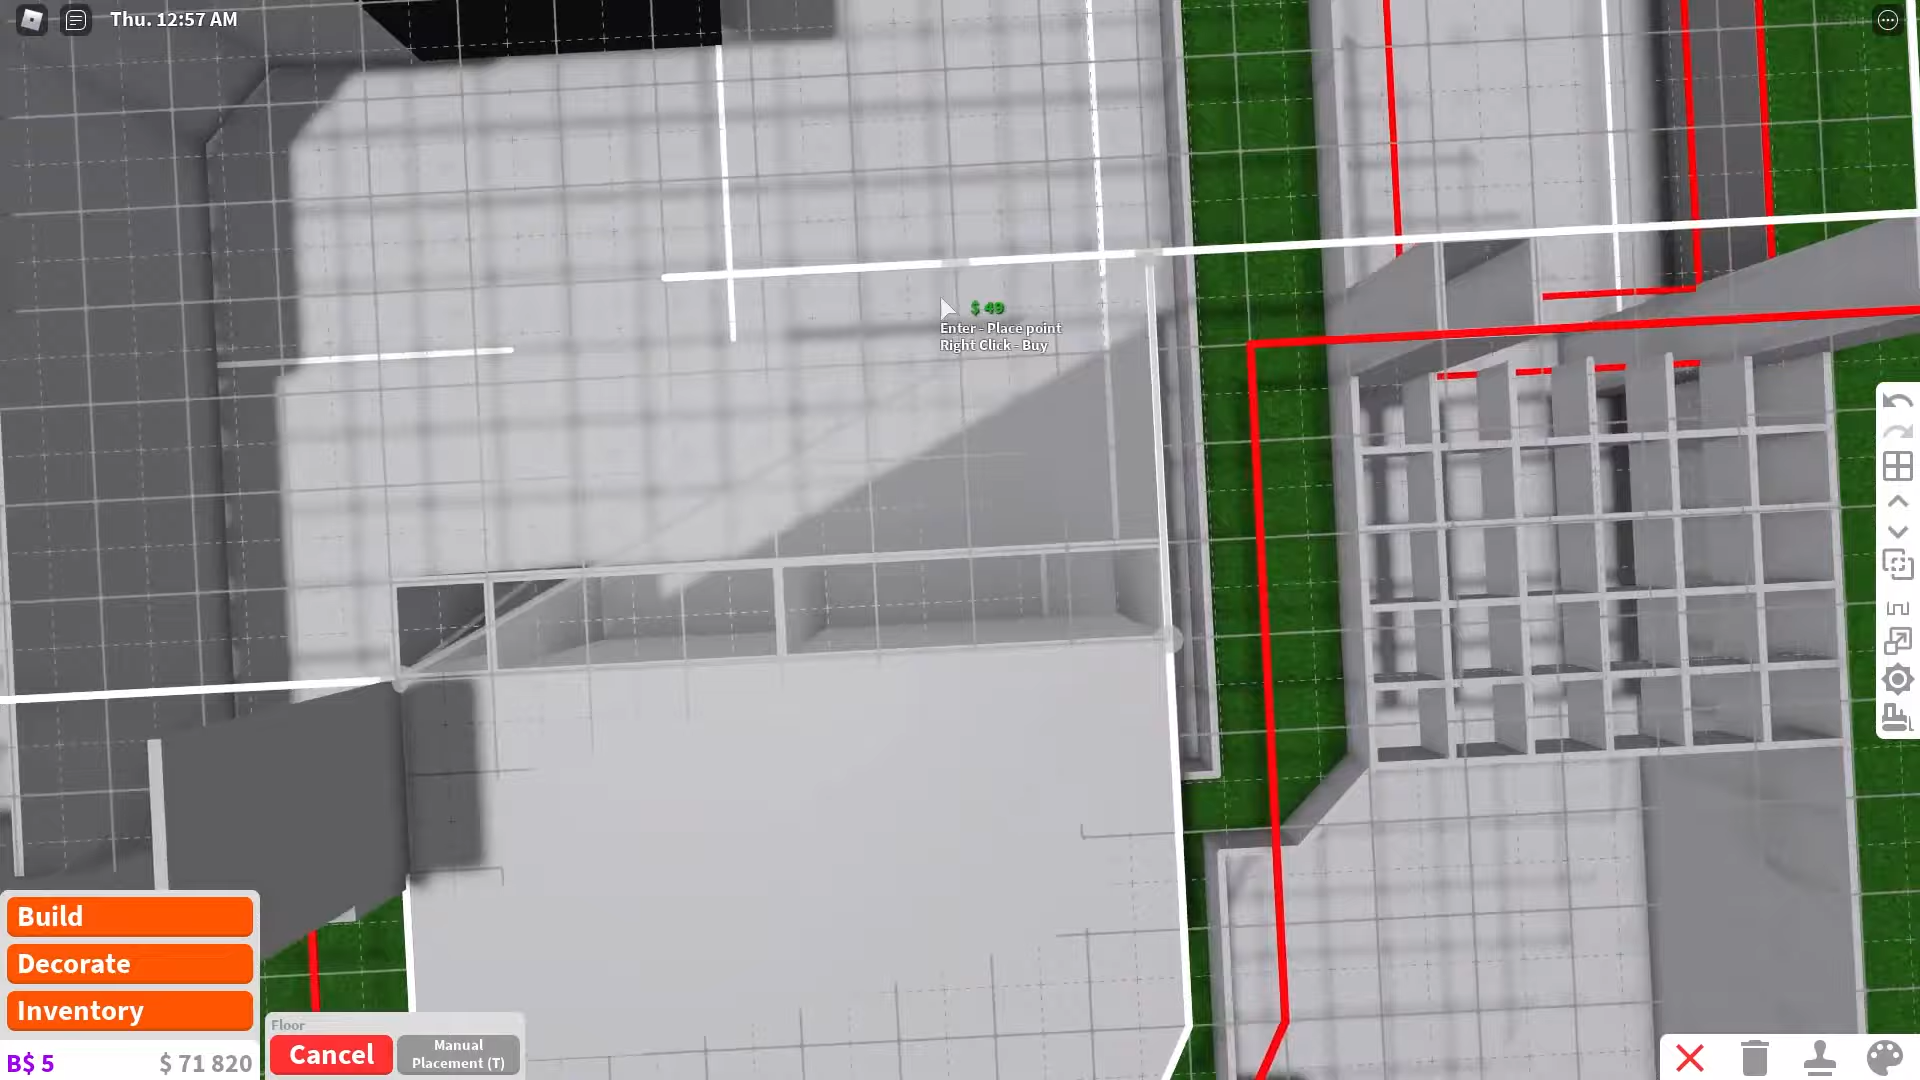 Thu. 12:57 AM
$ 49
Enter - Place point
Right Click - Buy
Build
Decorate
Inventory
B$ 5
$ 71 820
Floor
Cancel
Manual
Placement (T)